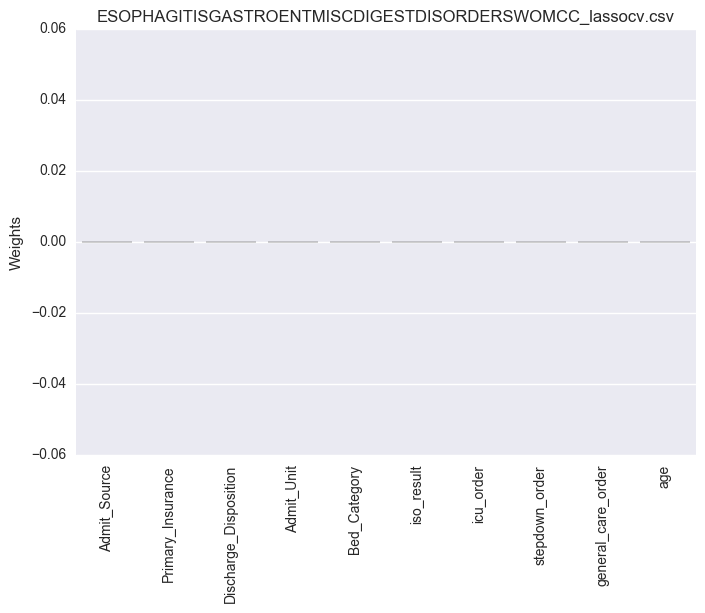 ESOPHAGITISGASTROENTMISCDIGESTDISORDERSWOMCC_lassocv.csv
0.06
0.04
0.02
0.00
−0.02
−0.04
−0.06
Weights
Admit_Source
Primary_Insurance
Discharge_Disposition
Admit_Unit
Bed_Category
iso_result
icu_order
stepdown_order
general_care_order
age